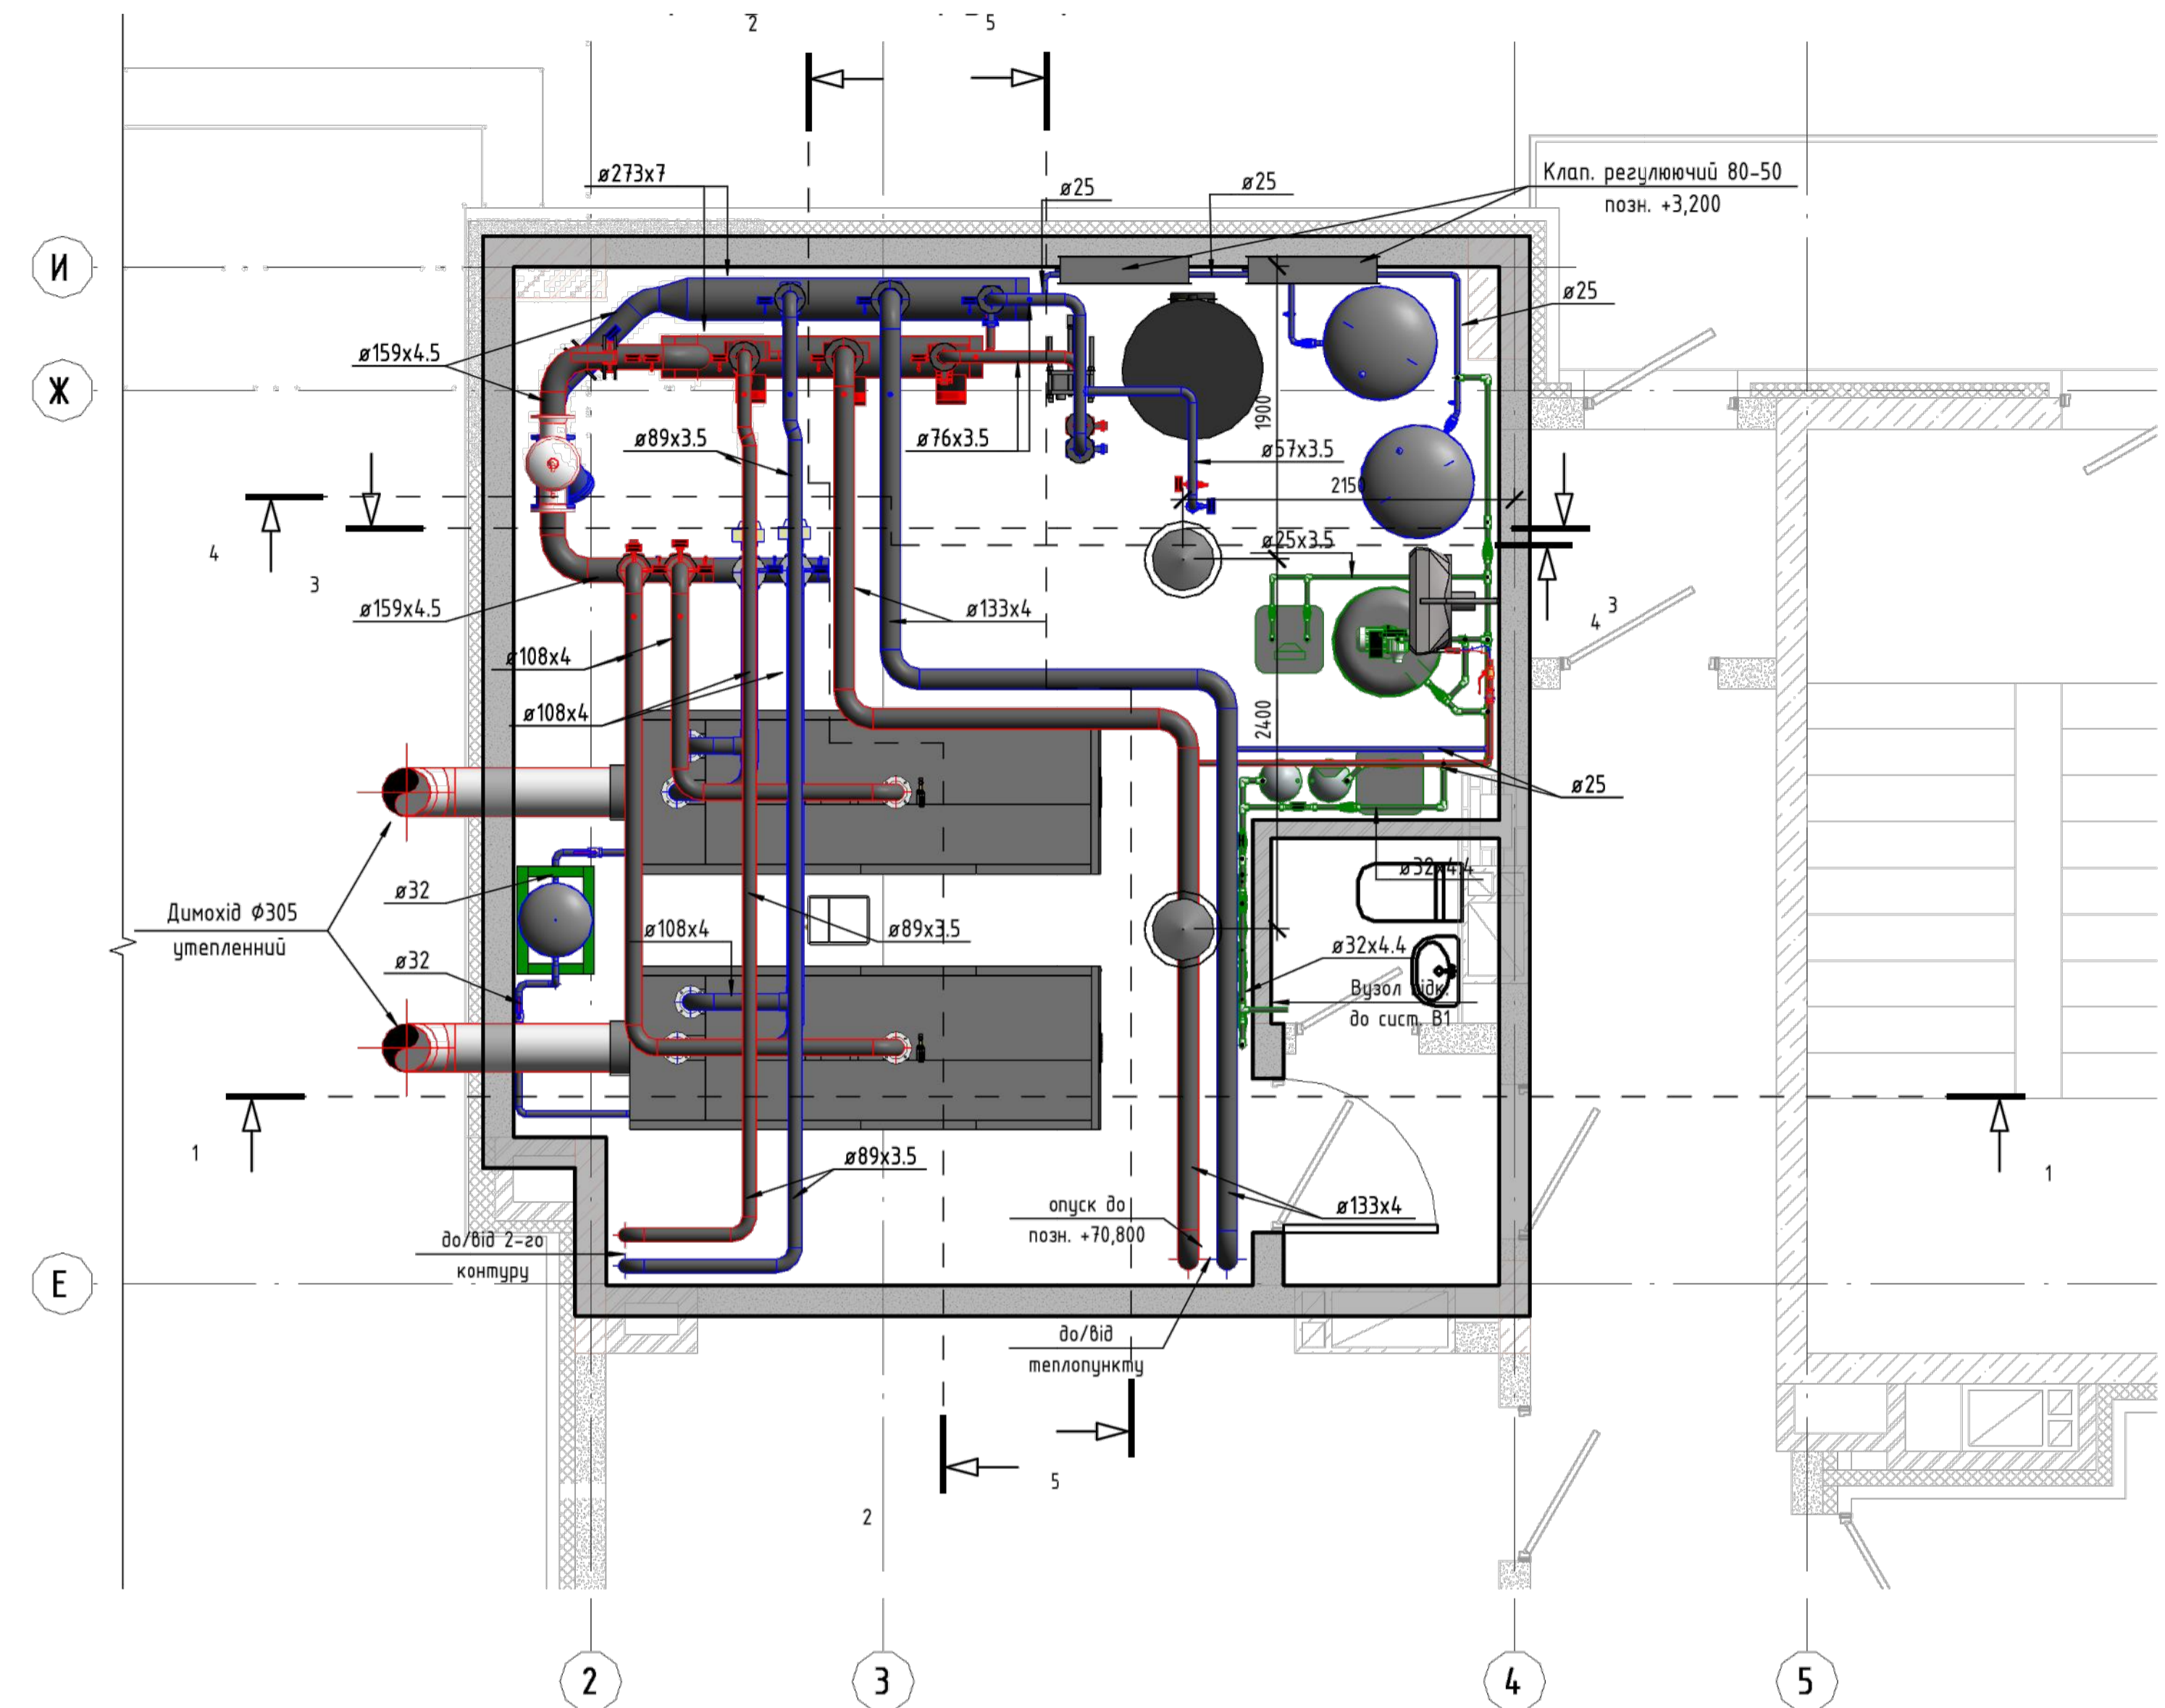 2
5
ø273x7
ø25
ø25
Клап. регулюючий 80-50
позн. +3,200
И
ø25
ø159x4.5
Ж
1900
ø89x3.5
ø76x3.5
ø57x3.5
2150
4
3
ø25x3.5
ø159x4.5
ø133x4
3
4
ø108x4
ø108x4
2400
ø25
ø32
ø32x4.4
Димохід Ф305
утепленний
ø108x4
ø89x3.5
ø32x4.4
ø32
Вузол відк.
до сист. В1
1
ø89x3.5
1
опуск до
позн. +70,800
ø133x4
до/від 2-го
контуру
Е
до/від
теплопункту
5
2
2
3
4
5